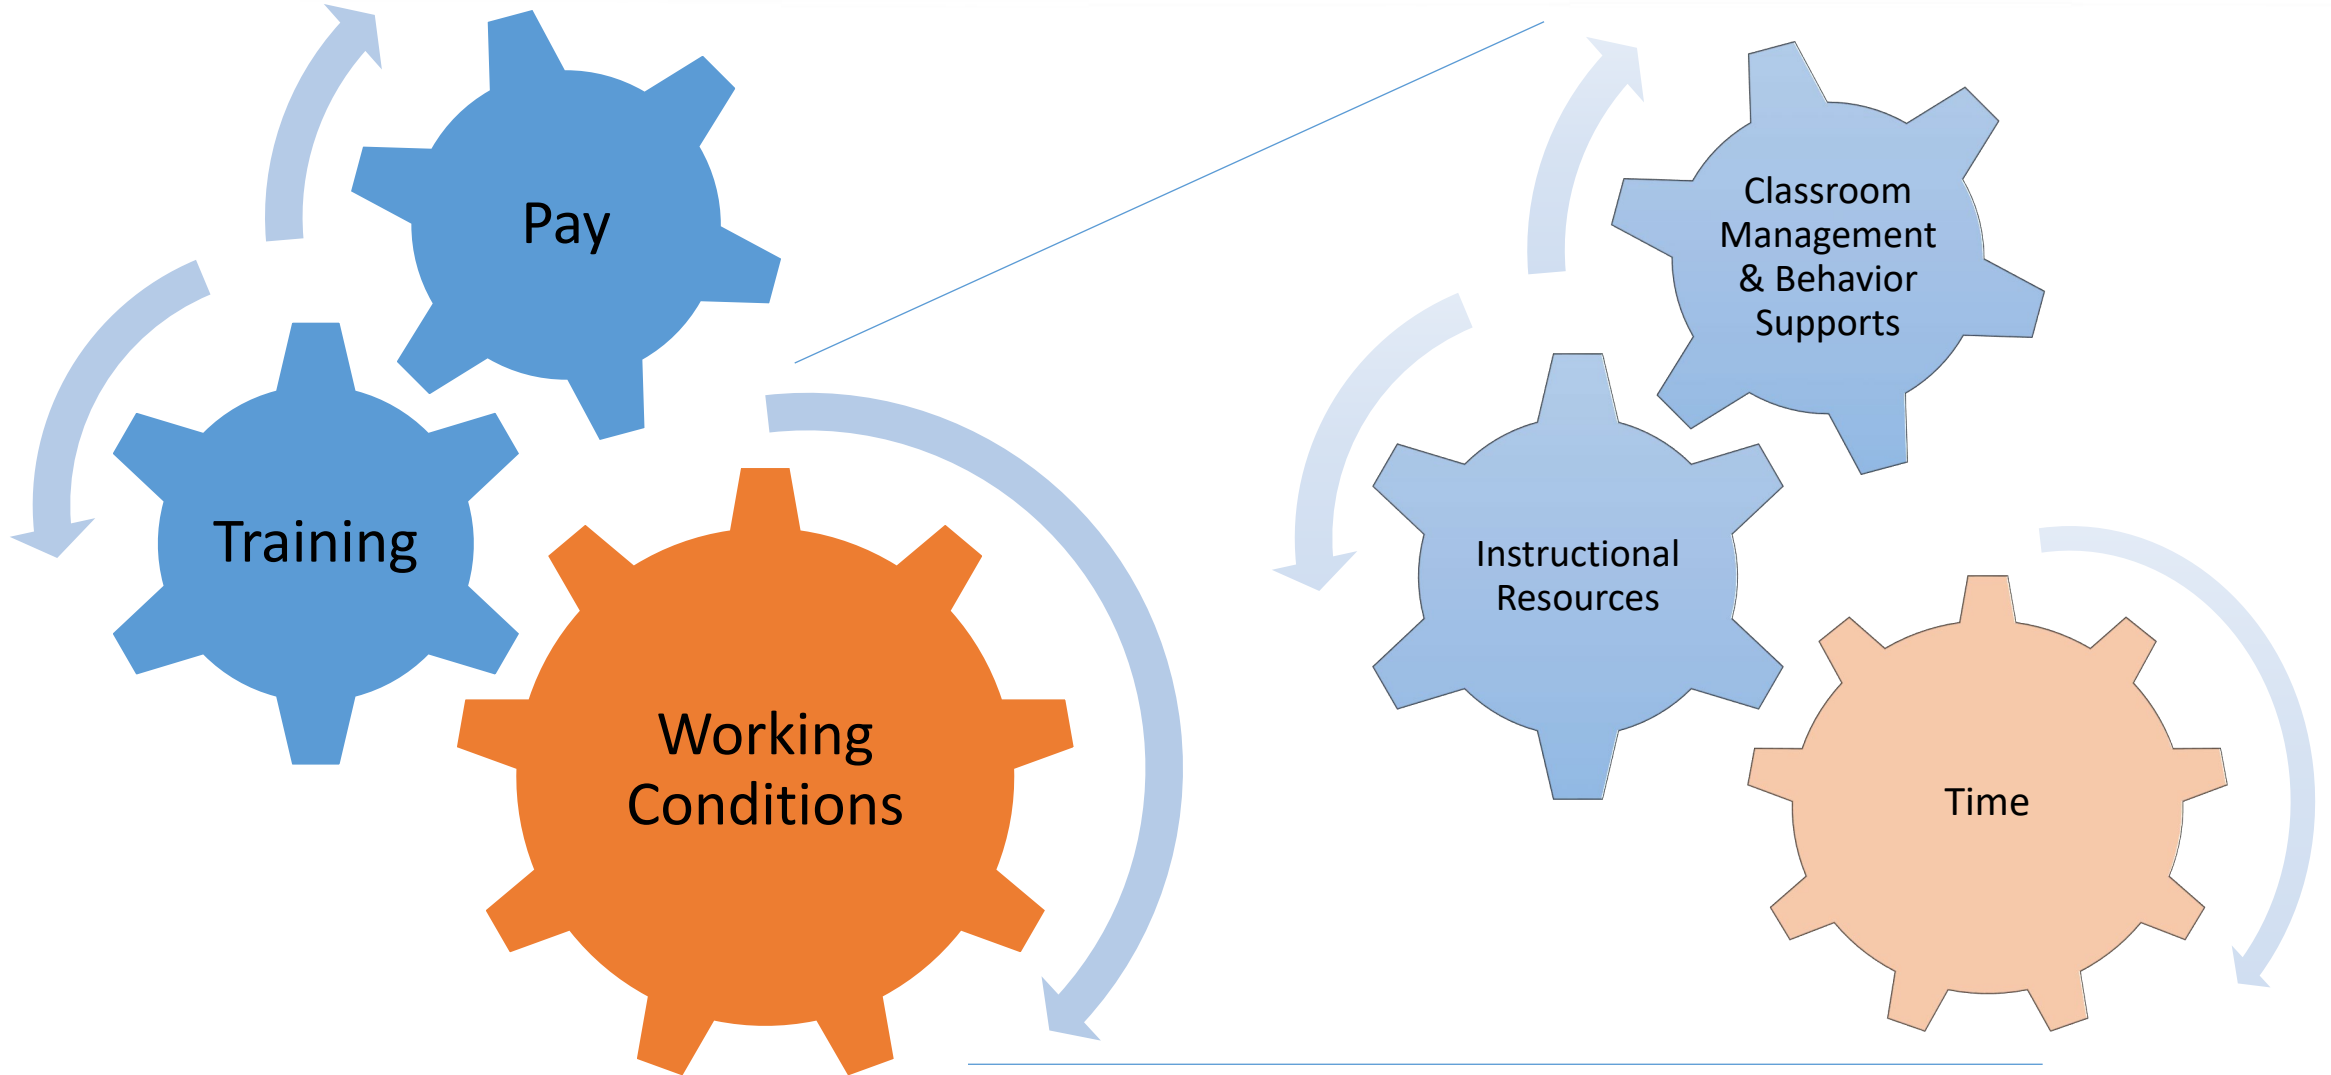 Pay
Training
Working
Conditions
Classroom
Management
& Behavior
Supports
Instructional
Resources
Time